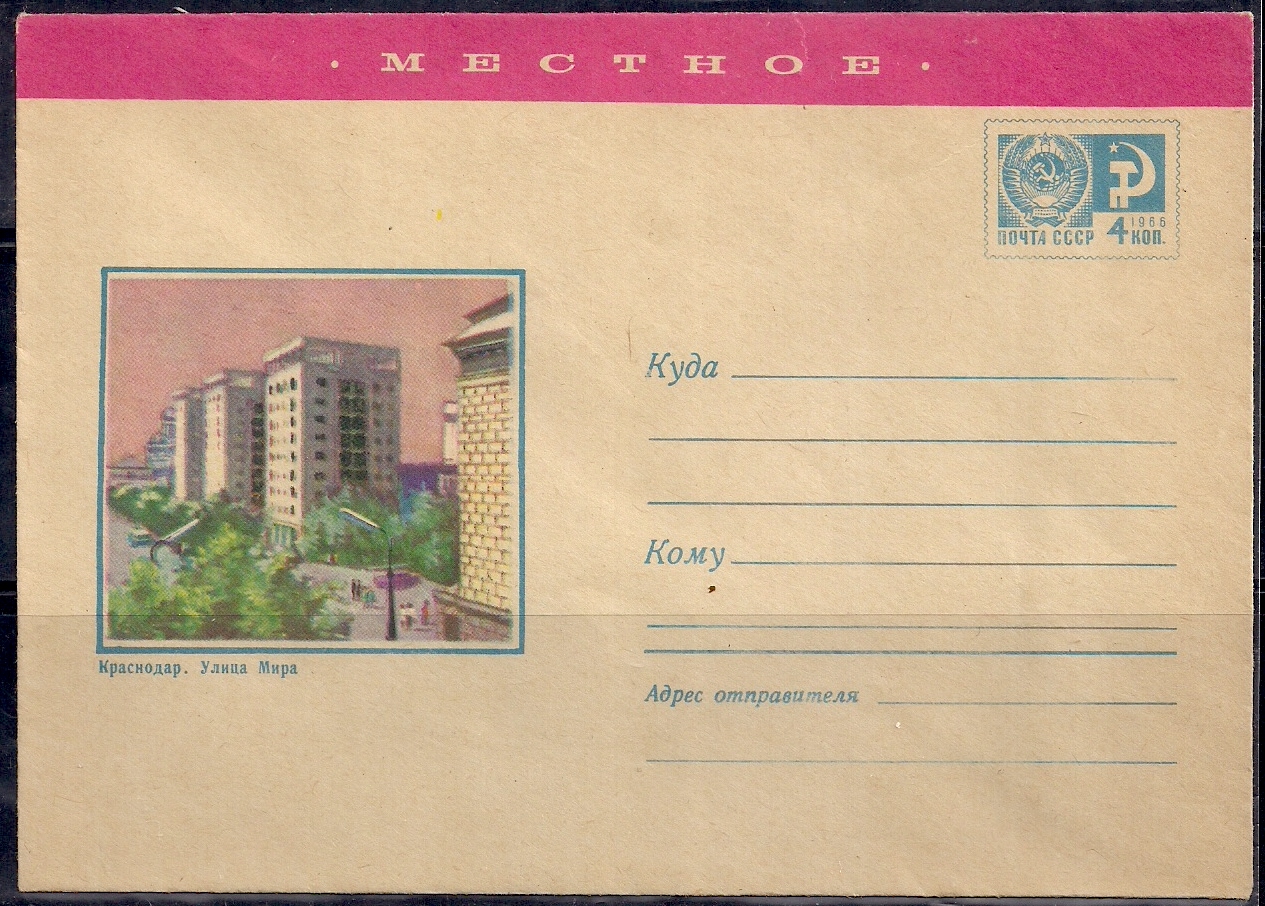 · МЕСТНОЕ ·
1966
ПОЧТА СССР 4 КОП.
Куда
Кому
Краснодар. Улица Мира
Адрес отправителя